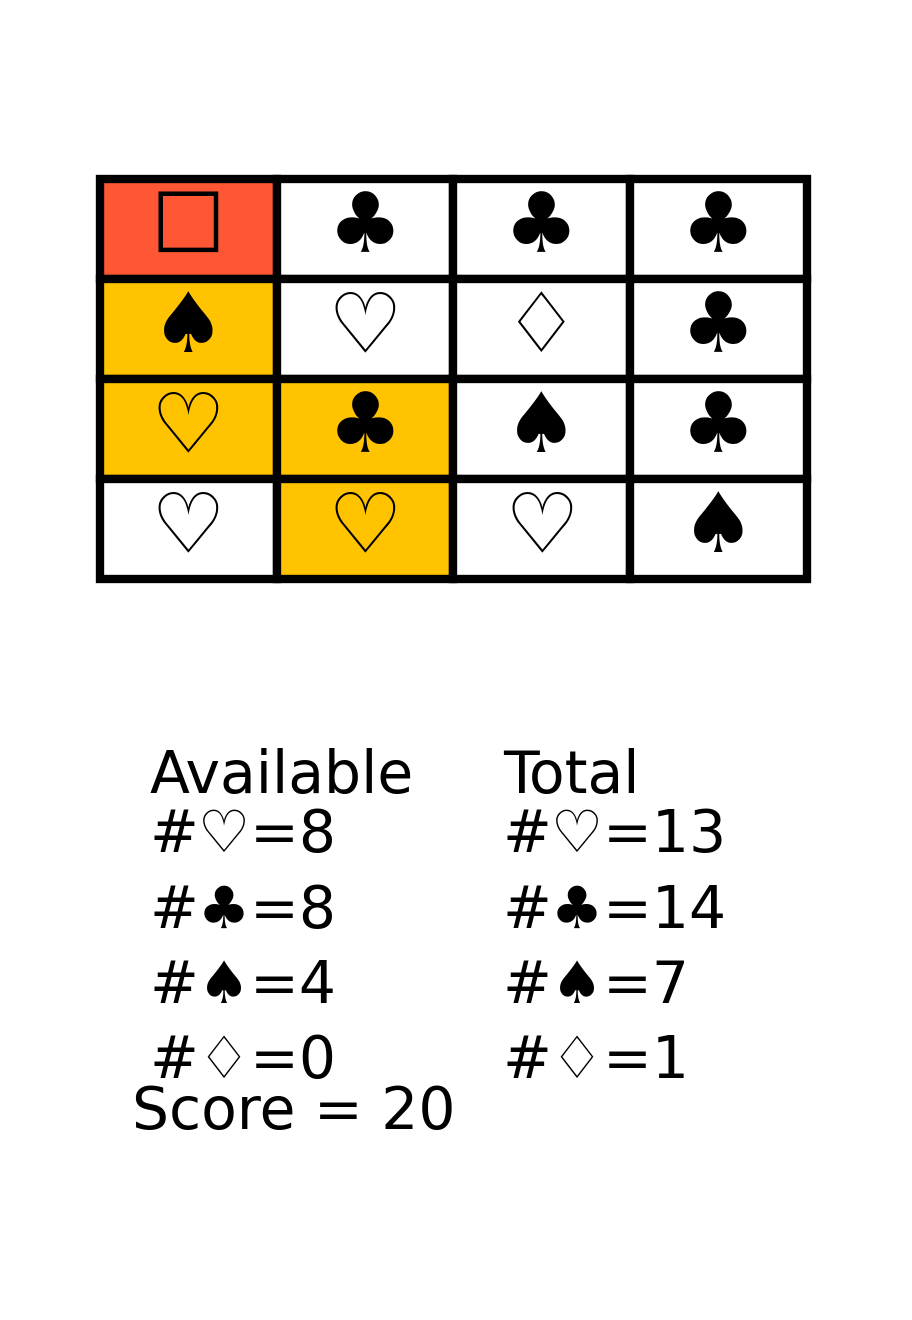 □ ♣ ♣ ♣
♠ ♡ ♢ ♣
♡ ♣ ♠ ♣
♡ ♡ ♡ ♠
Available Total
#♡=8 #♡=13
#♣=8 #♣=14
#♠=4 #♠=7
#♢=0 #♢=1
Score = 20